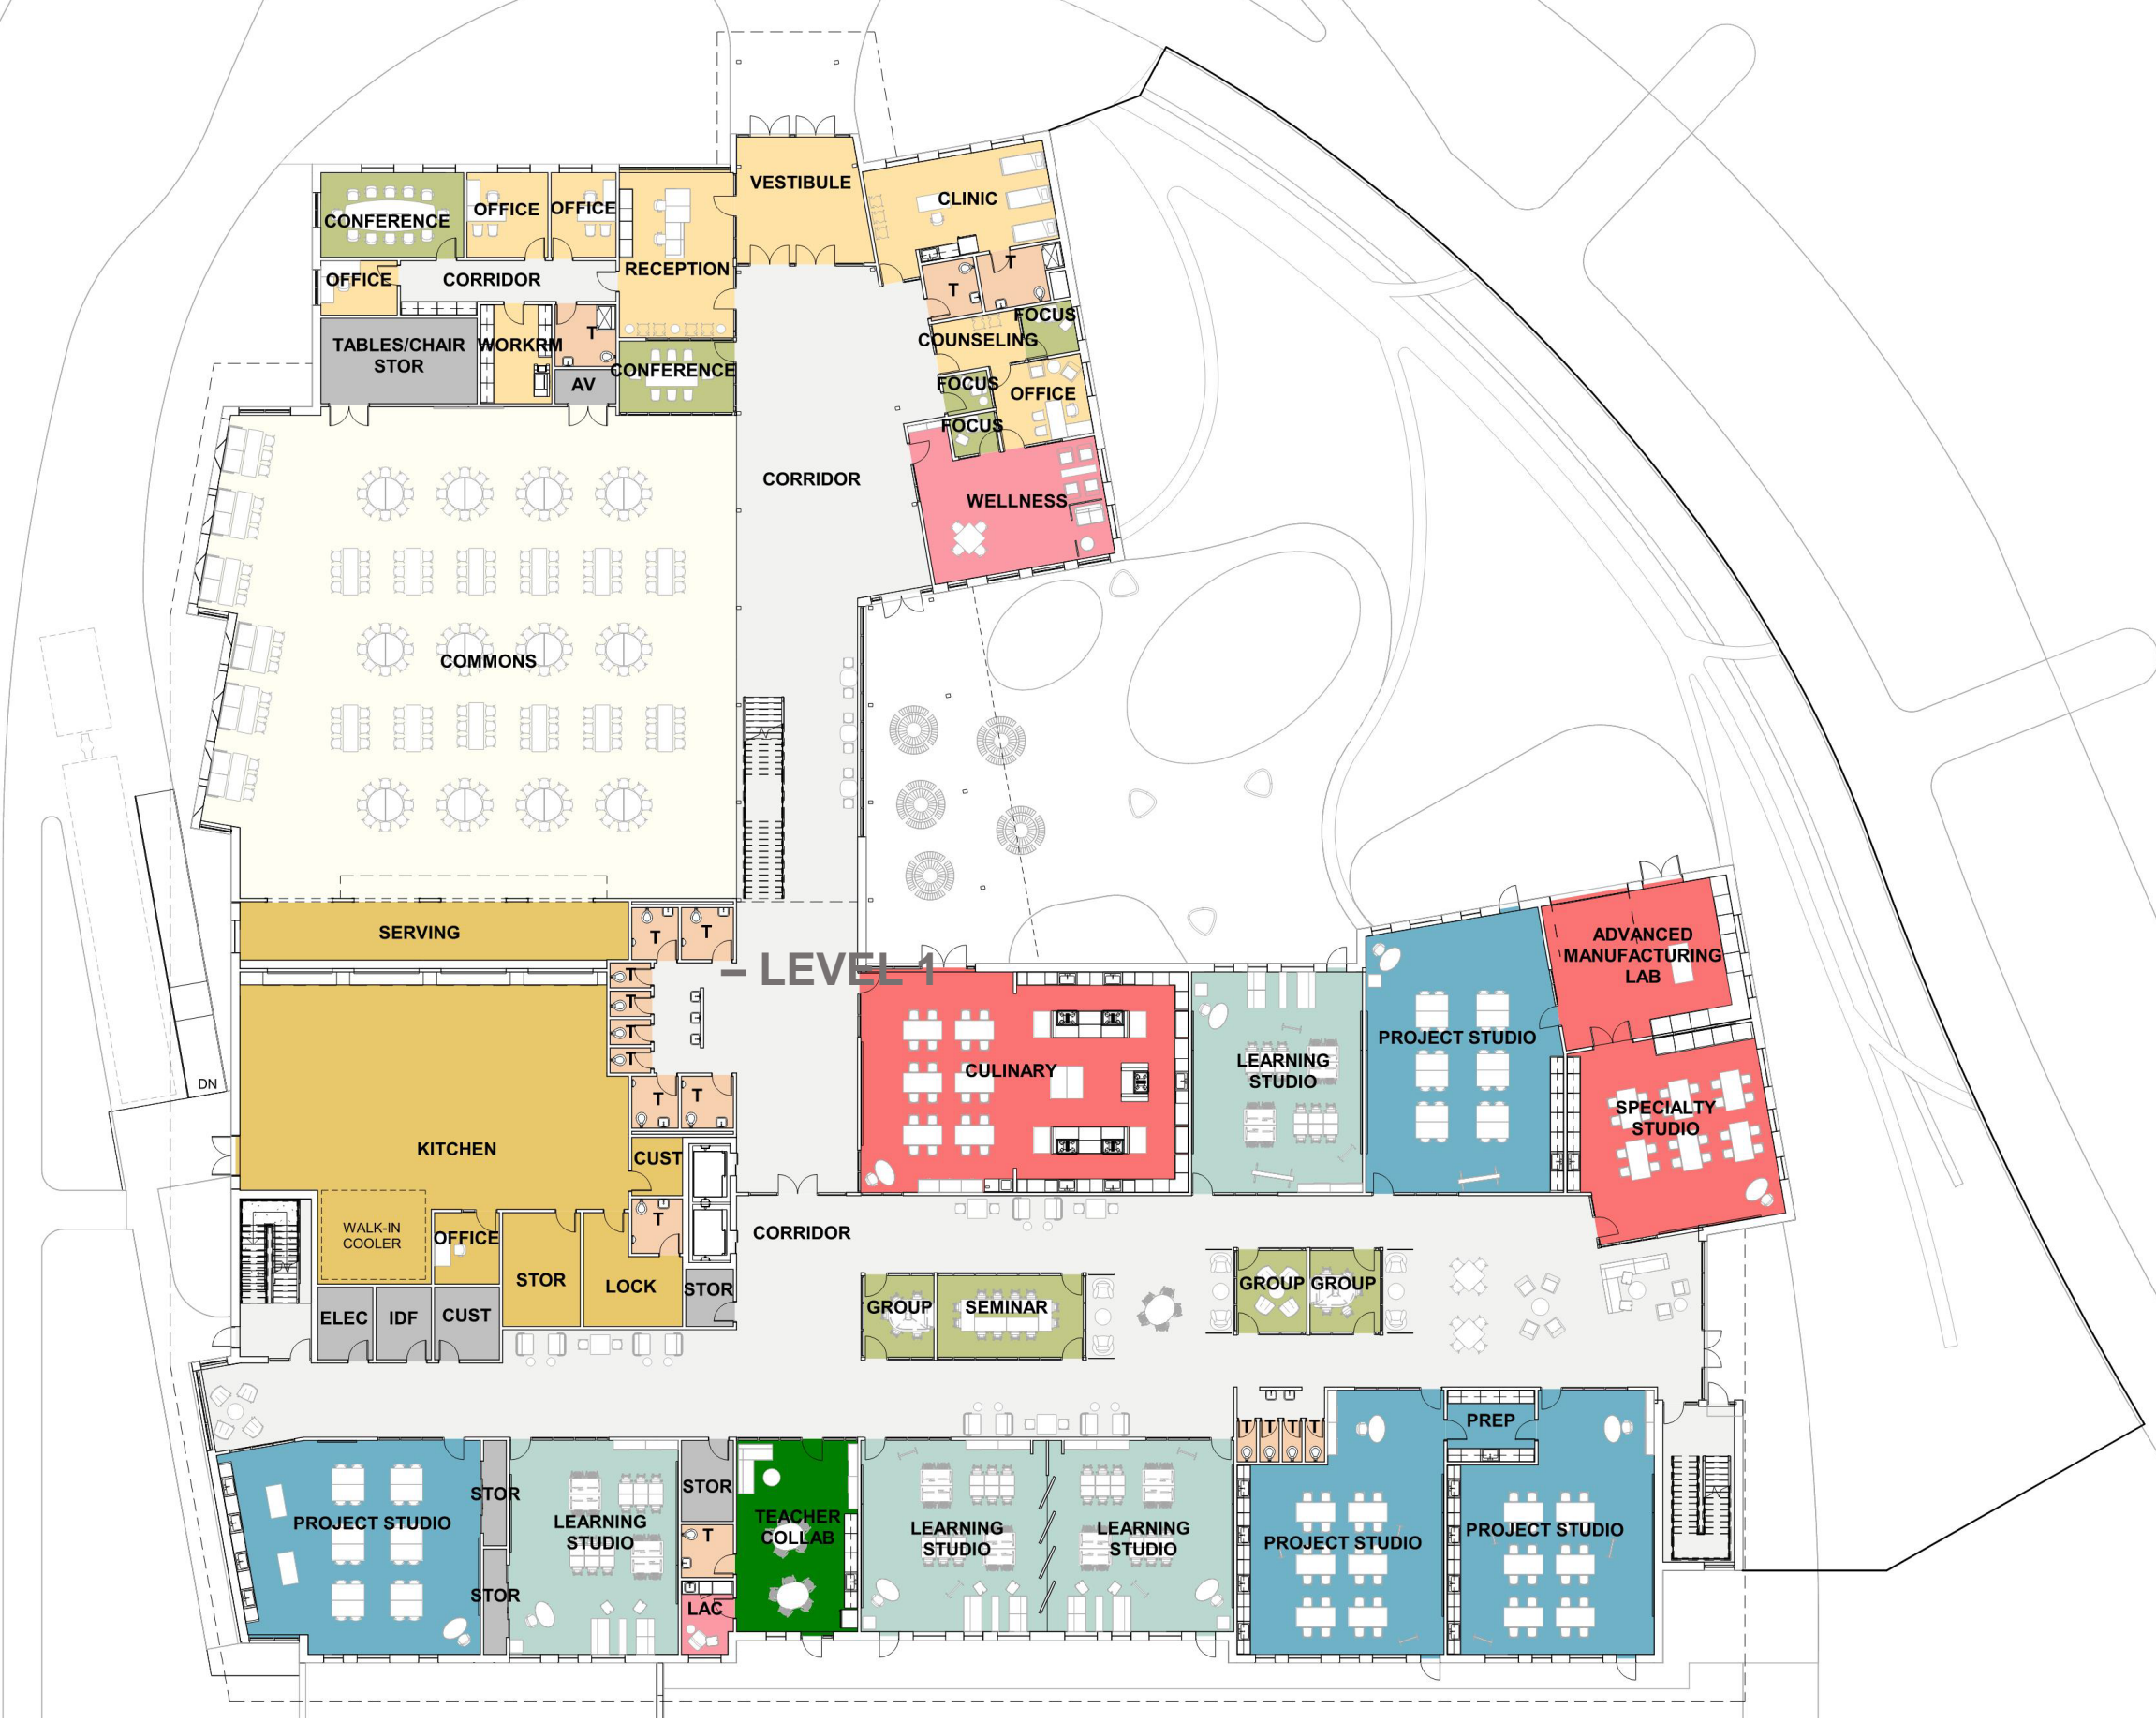 VESTIBULE
CLINIC
CONFERENCE
OFFICE
OFFICE
RECEPTION
OFFICE
CORRIDOR
T
T
FOCUS
COUNSELING
TABLES/CHAIR
STOR
WORKRM
T
AV
CONFERENCE
FOCUS
OFFICE
FOCUS
CORRIDOR
WELLNESS
COMMONS
SERVING
T
T
– LEVEL 1
T
T
T
T
T
T
DN
KITCHEN
CUST
T
WALK-IN
COOLER
OFFICE
STOR
LOCK
STOR
ELEC
IDF
CUST
CULINARY
LEARNING
STUDIO
PROJECT STUDIO
ADVANCED
MANUFACTURING
LAB
SPECIALTY
STUDIO
CORRIDOR
GROUP
SEMINAR
GROUP
GROUP
T
T
T
T
PREP
PROJECT STUDIO
STOR
STOR
LEARNING
STUDIO
STOR
T
LAC
TEACHER
COLLAB
LEARNING
STUDIO
LEARNING
STUDIO
PROJECT STUDIO
PROJECT STUDIO